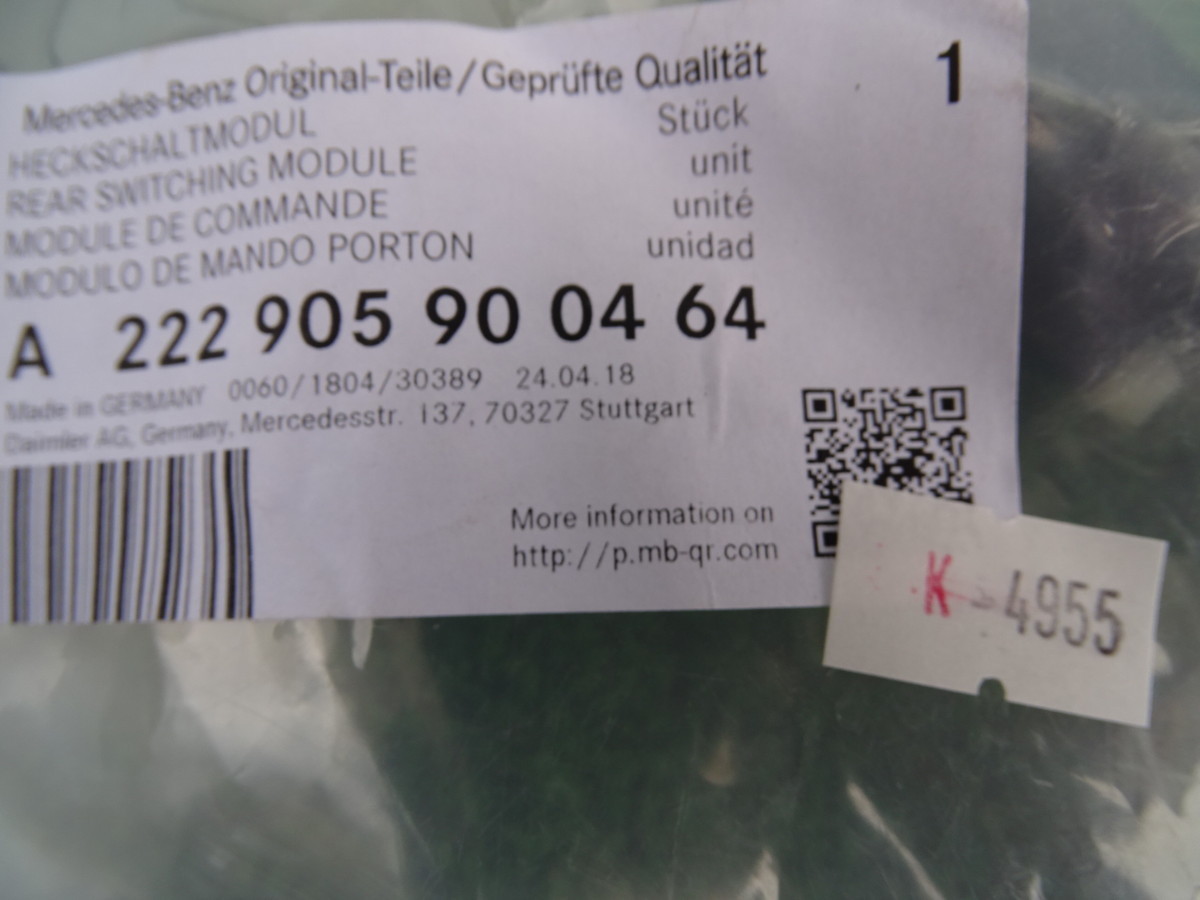 Mercedes-Benz Original-Teile/Geprüfte Qualität
1
HECKSCHALTMODUL Stück
REAR SWITCHING MODULE unit
MODULE DE COMMANDE unité
MODULO DE MANDO PORTON unidad
A 222 905 90 04 64
Made in GERMANY 0060/1804/30389 24.04.18
Daimler AG, Germany, Mercedesstr. 137, 70327 Stuttgart
More information on
http://p.mb-qr.com
K-4955